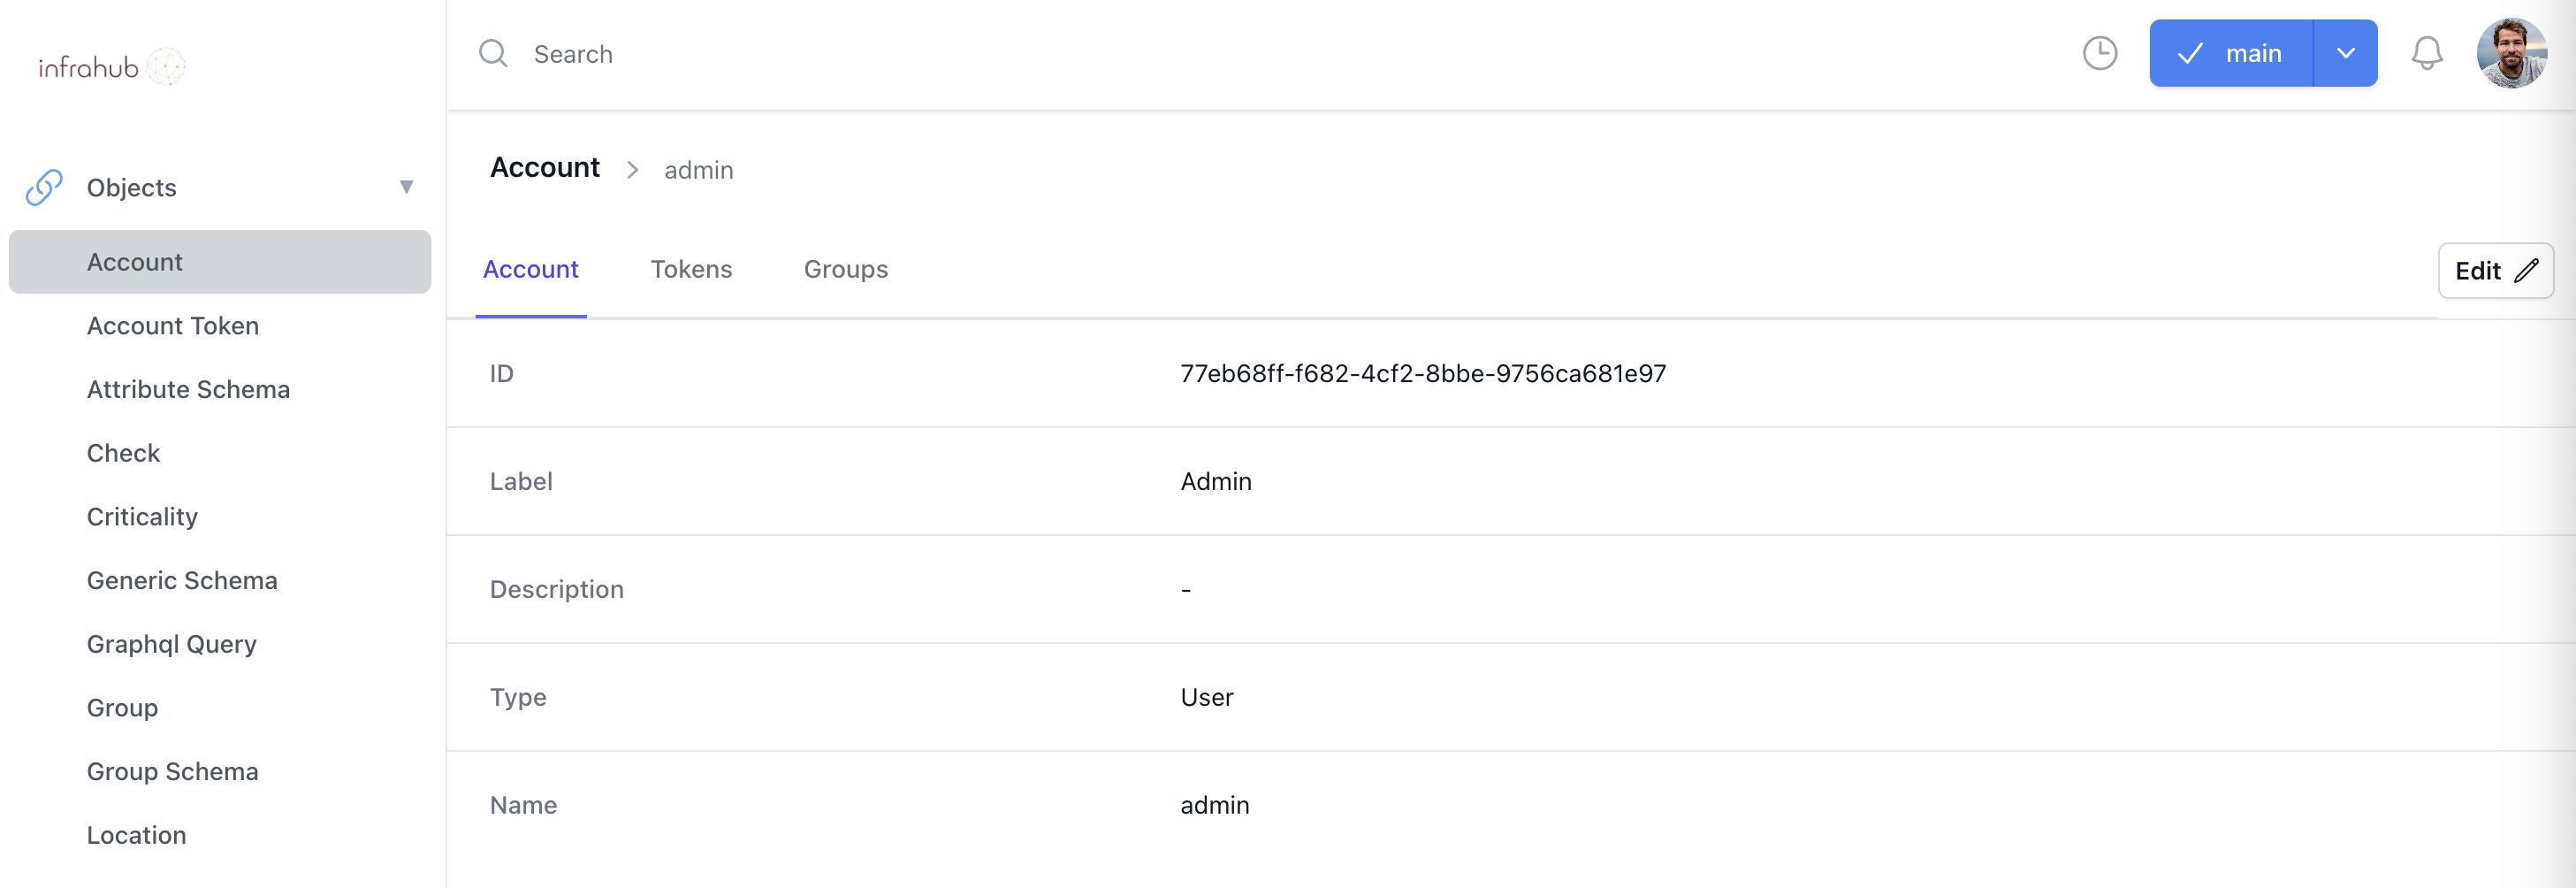 infrahub
Search
main
Objects
Account
Account Token
Attribute Schema
Check
Criticality
Generic Schema
Graphql Query
Group
Group Schema
Location
Account > admin
Account Tokens Groups
Edit
ID 77eb68ff-f682-4cf2-8bbe-9756ca681e97
Label Admin
Description -
Type User
Name admin